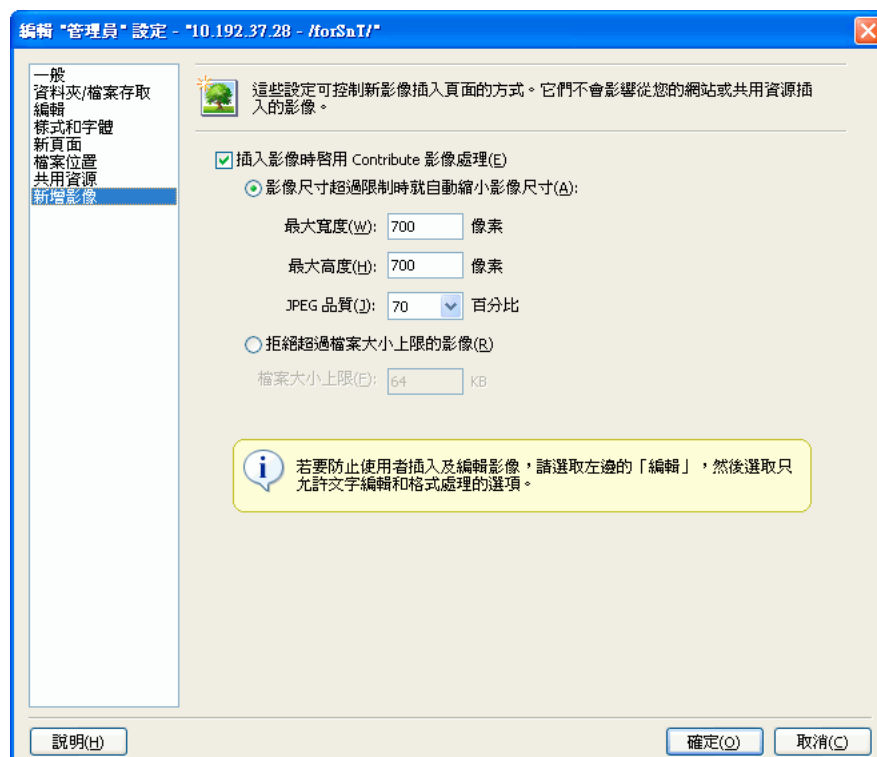 編輯 "管理員" 設定 - "10.192.37.28 - /forSnT/"
一般
資料夾/檔案存取
編輯
樣式和字體
新頁面
檔案位置
共用資源
新增影像
這些設定可控制新影像插入頁面的方式。它們不會影響從您的網站或共用資源插
入的影像。
插入影像時啓用 Contribute 影像處理(E)
影像尺寸超過限制時就自動縮小影像尺寸(A):
最大寬度(W): 700 像素
最大高度(H): 700 像素
JPEG 品質(J): 70 百分比
拒絕超過檔案大小上限的影像(R)
檔案大小上限(F): 64 KB
若要防止使用者插入及編輯影像，請選取左邊的「編輯」，然後選取只
允許文字編輯和格式處理的選項。
說明(H)
確定(O)
取消(C)